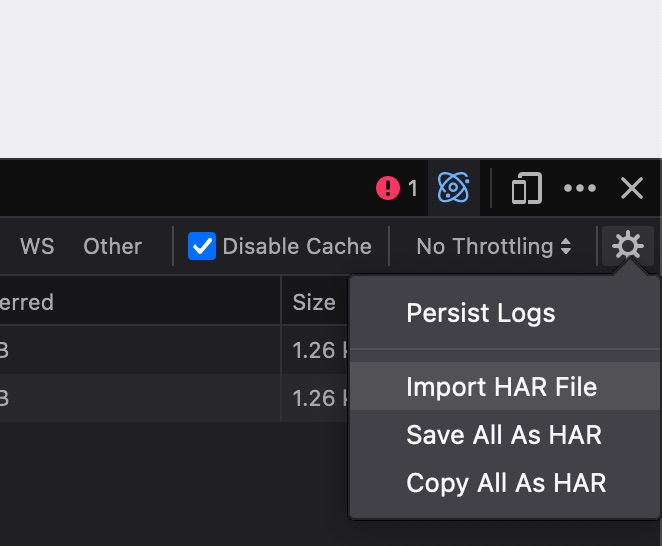 1
WS Other Disable Cache No Throttling
erred Size
B 1.26
B 1.26
Persist Logs
Import HAR File
Save All As HAR
Copy All As HAR